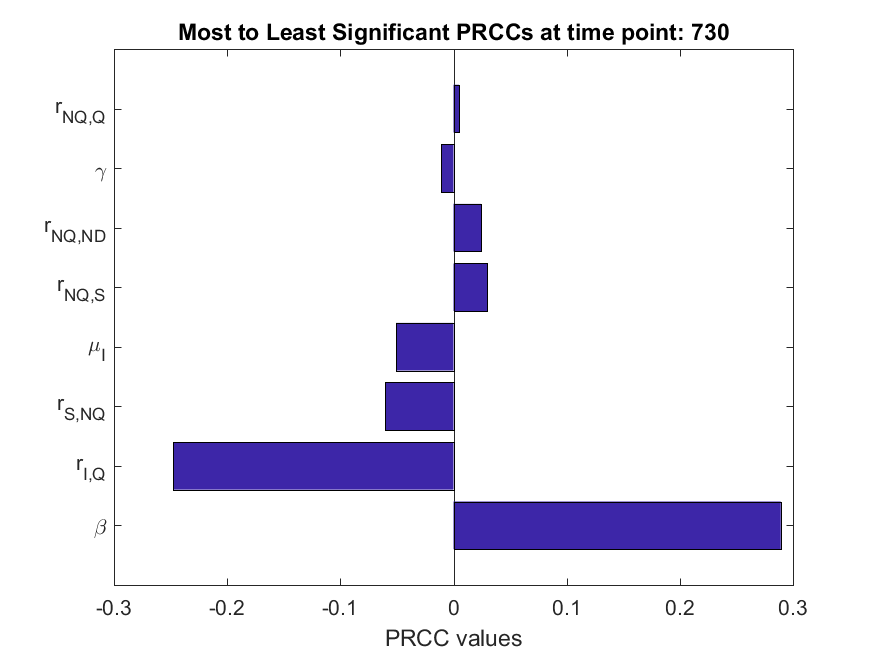 Most to Least Significant PRCCs at time point: 730
r_NQ,Q
γ
r_NQ,ND
r_NQ,S
μ_I
r_S,NQ
r_I,Q
β
-0.3 -0.2 -0.1 0 0.1 0.2 0.3
PRCC values